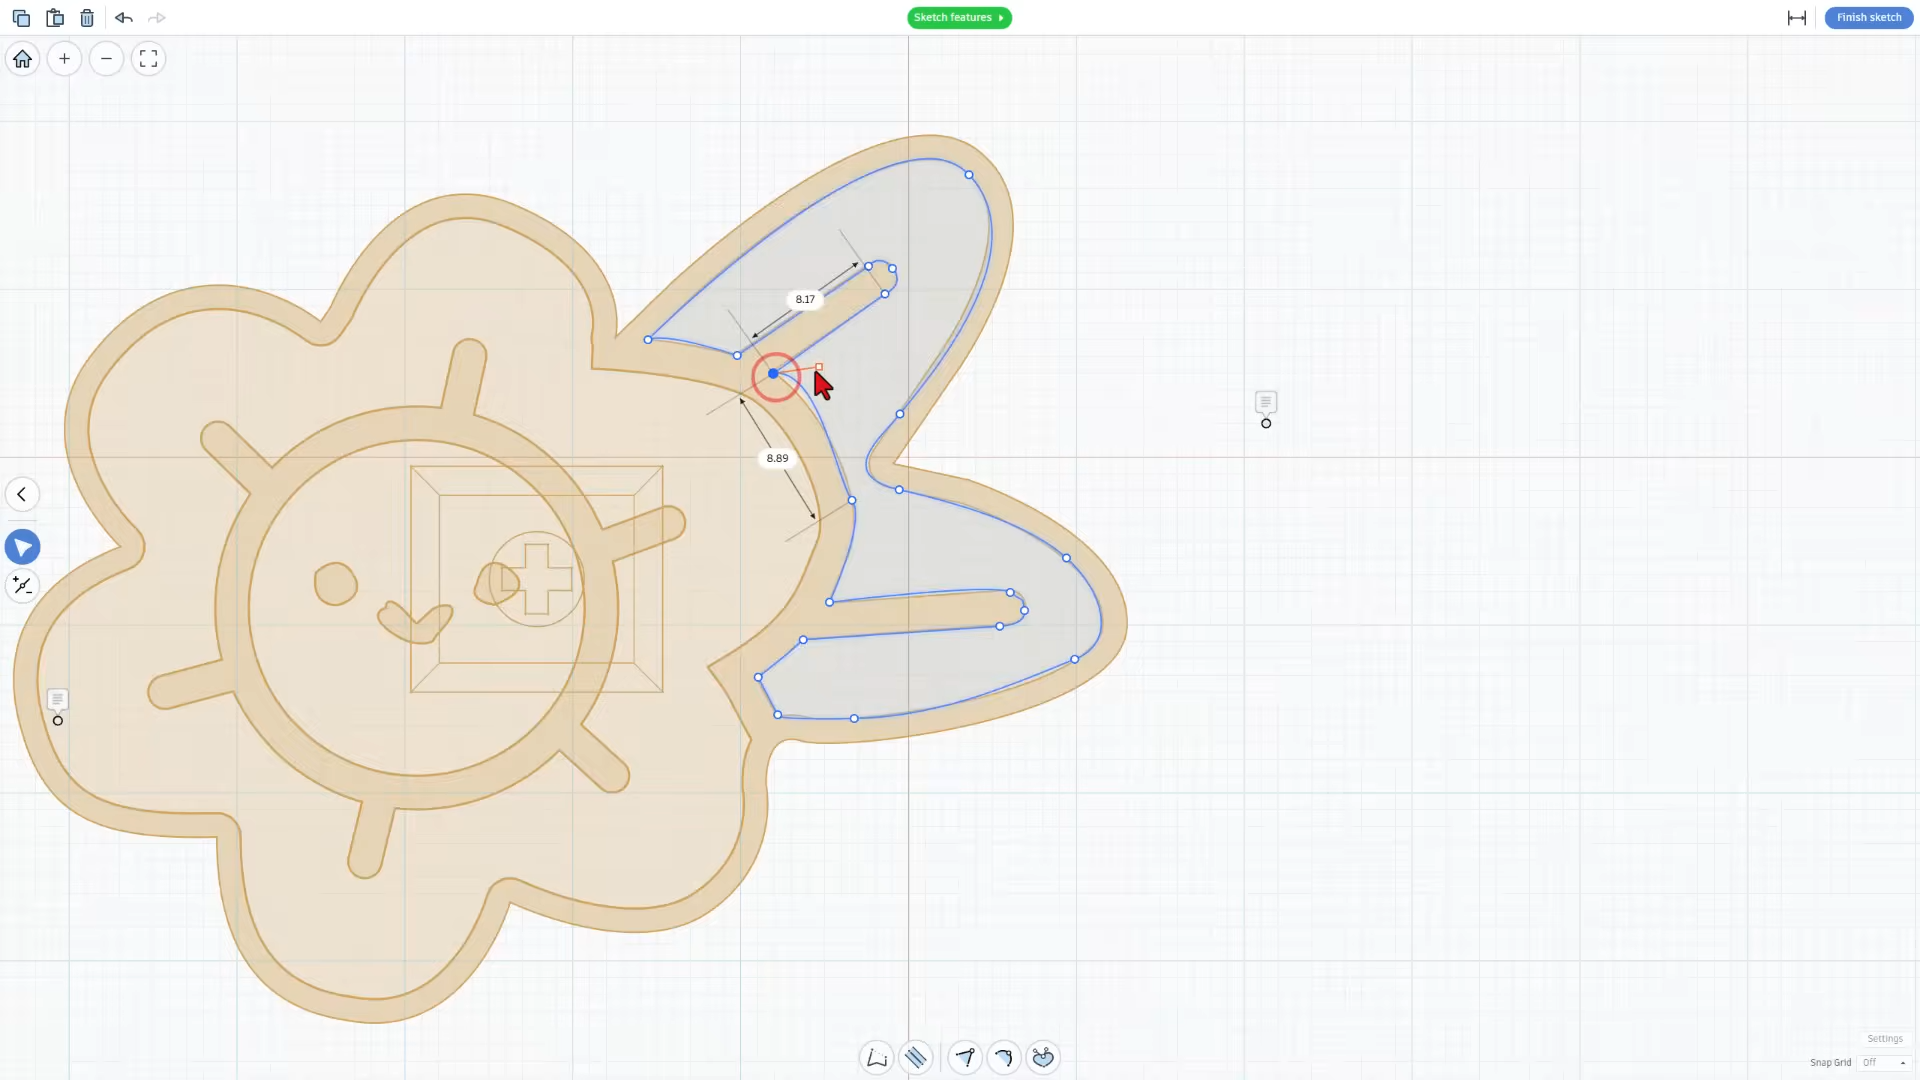 Sketch features
Finish sketch
8.17
8.89
Settings
Snap Grid Off